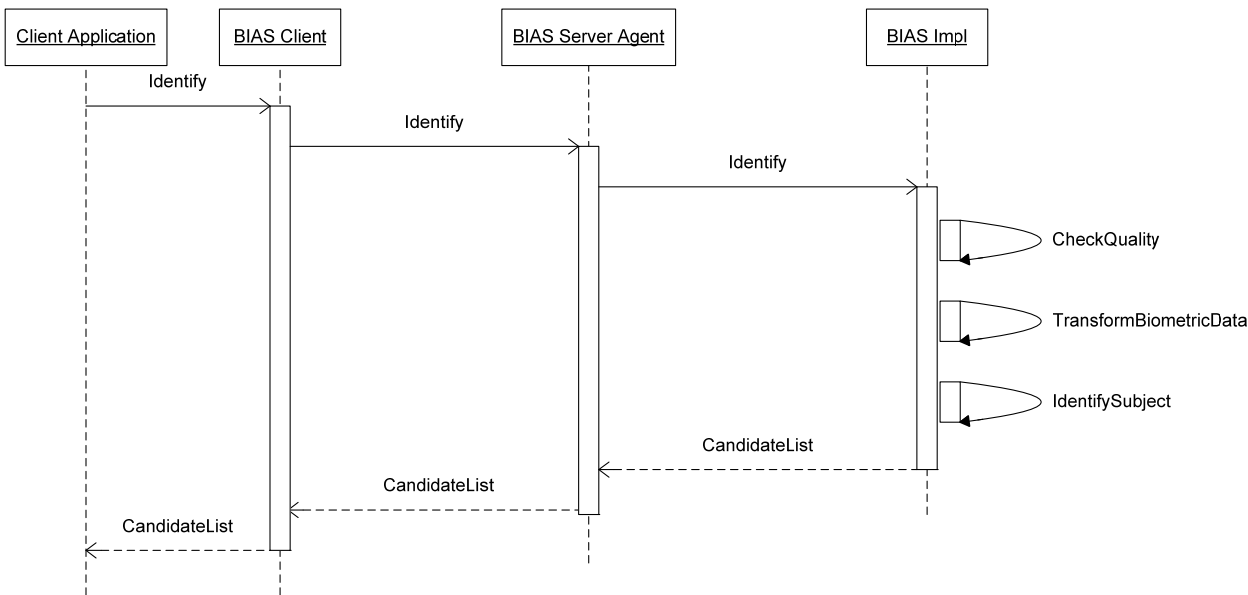 Client Application
BIAS Client
BIAS Server Agent
BIAS Impl
Identify
Identify
Identify
CheckQuality
TransformBiometricData
IdentifySubject
CandidateList
CandidateList
CandidateList